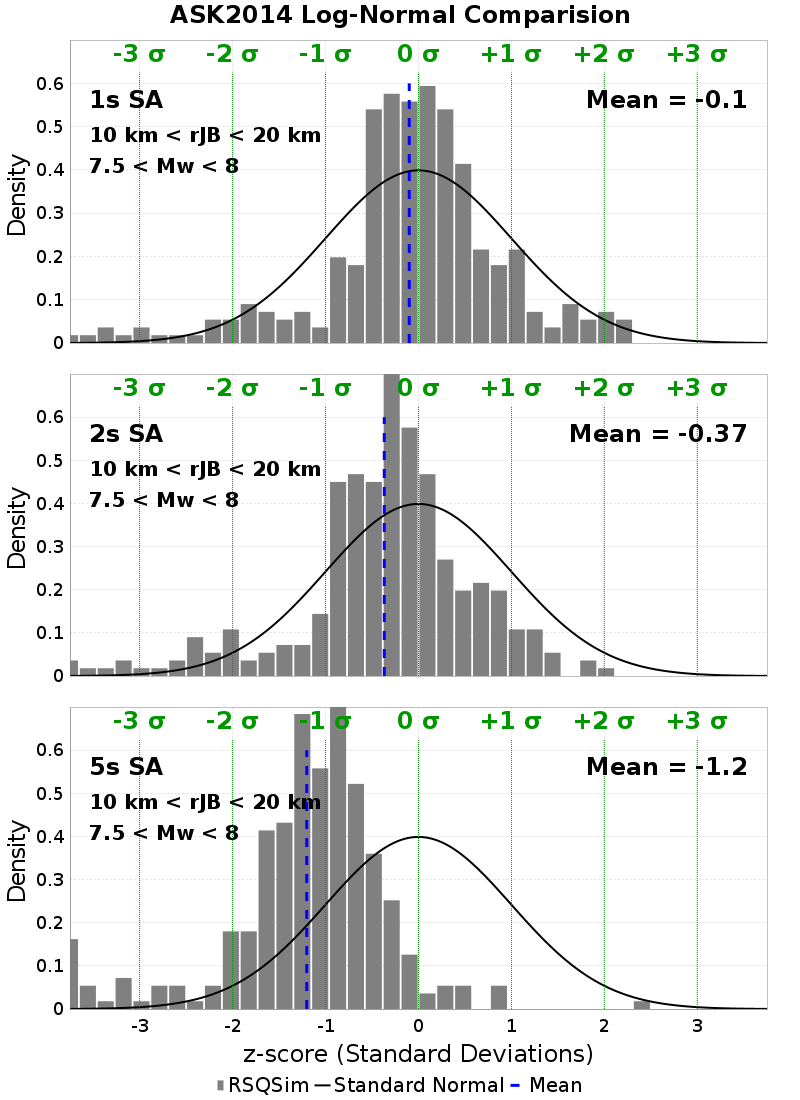 ASK2014 Log-Normal Comparision
-3 σ -2 σ -1 σ 0 σ +1 σ +2 σ +3 σ
0.6
1s SA Mean = -0.1
0.5
10 km < rJB < 20 km
7.5 < Mw < 8
0.4
Density
0.3
0.2
0.1
0
-3 σ -2 σ -1 σ 0 σ +1 σ +2 σ +3 σ
0.6
2s SA Mean = -0.37
0.5
10 km < rJB < 20 km
7.5 < Mw < 8
0.4
Density
0.3
0.2
0.1
0
-3 σ -2 σ -1 σ 0 σ +1 σ +2 σ +3 σ
0.6
5s SA Mean = -1.2
0.5
10 km < rJB < 20 km
7.5 < Mw < 8
0.4
Density
0.3
0.2
0.1
0
-3 -2 -1 0 1 2 3
z-score (Standard Deviations)
RSQSim Standard Normal Mean